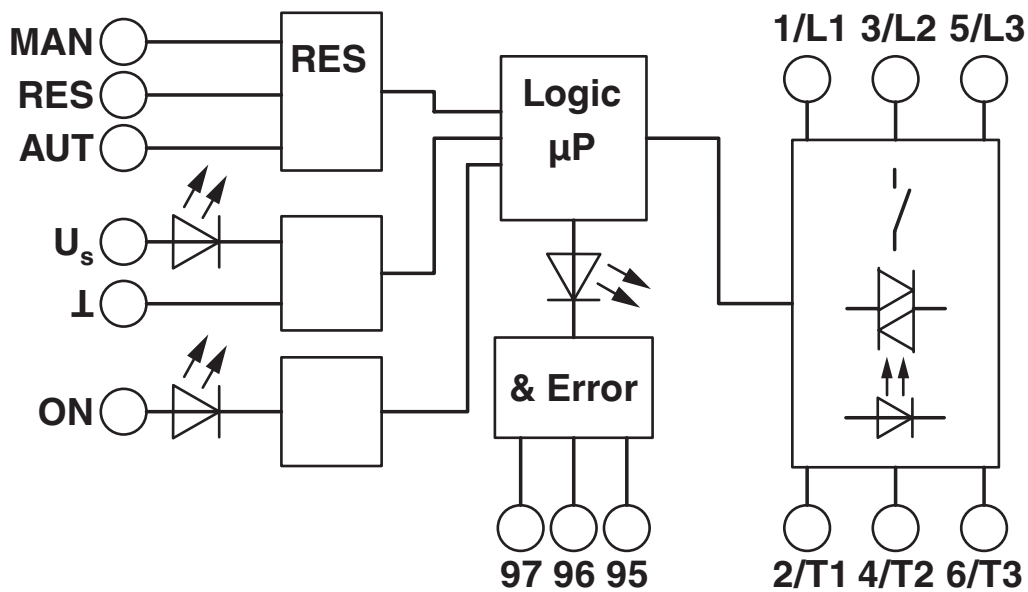 MAN
RES
AUT
RES
U_s
⊥
ON
Logic
µP
& Error
97 96 95
1/L1 3/L2 5/L3
2/T1 4/T2 6/T3